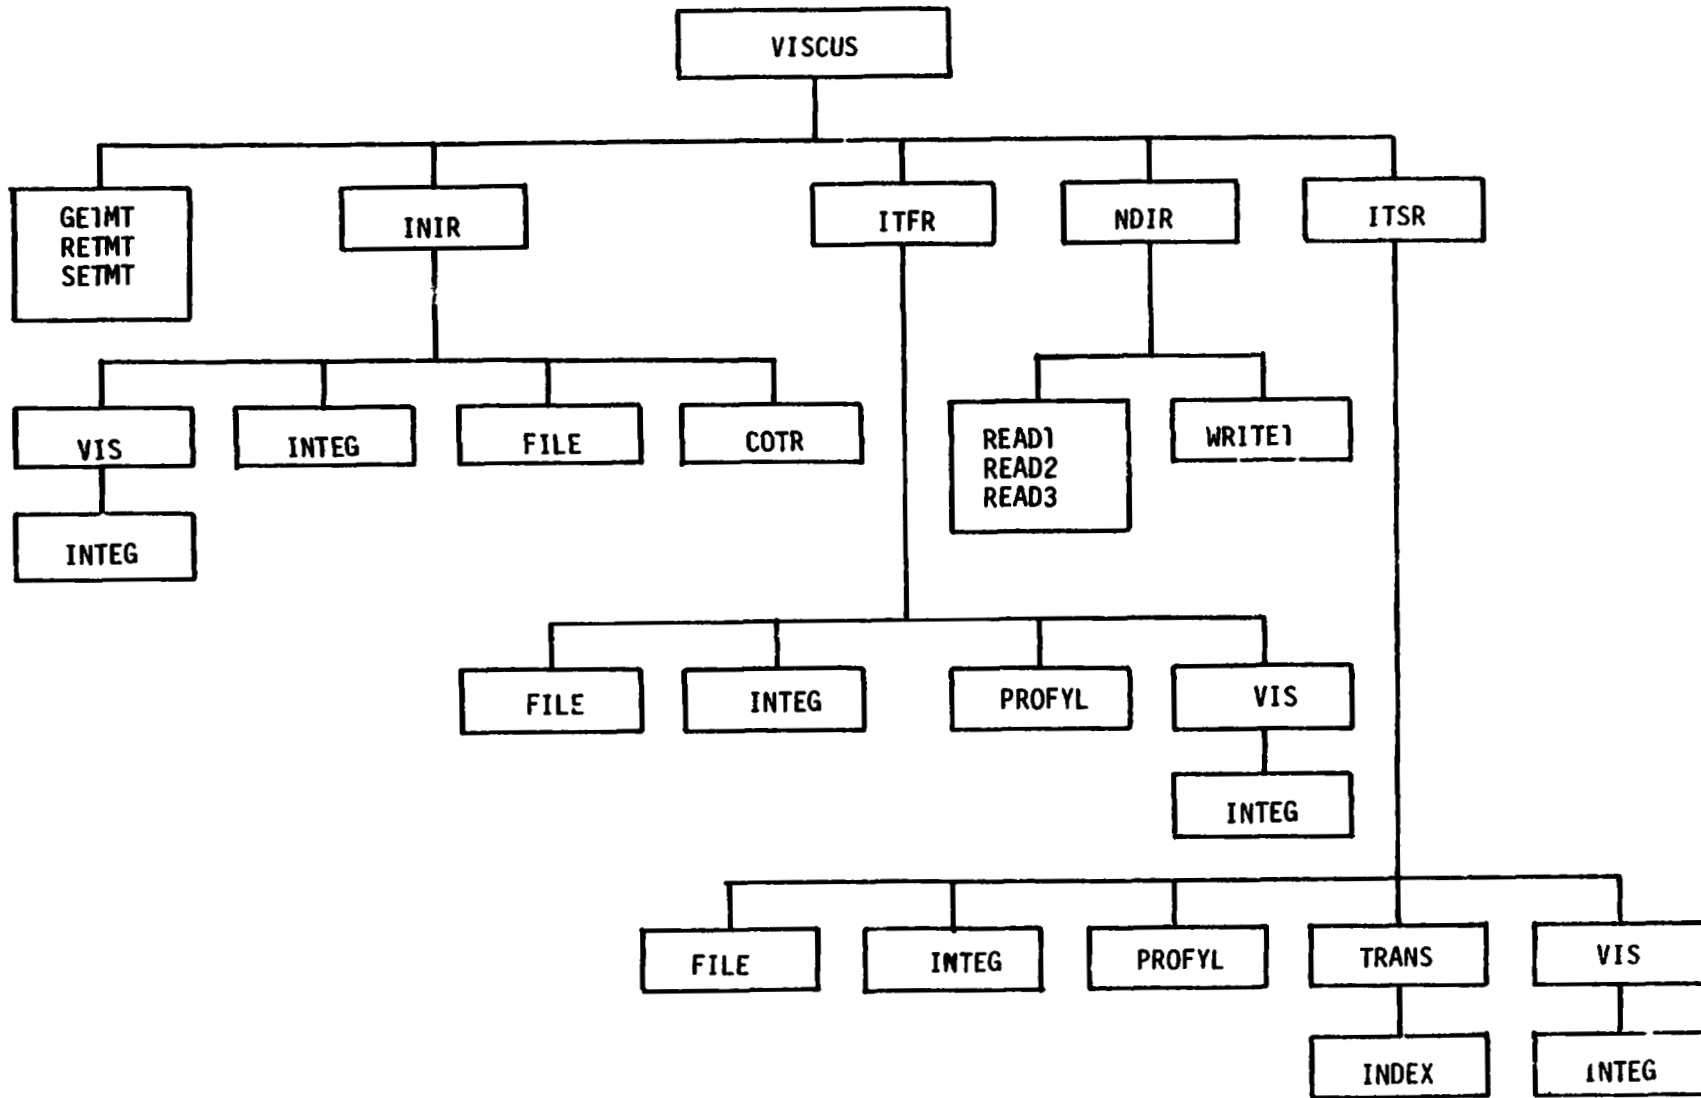 VISCUS
GETMT
RETMT
SETMT
INIR
ITFR
NDIR
ITSR
VIS
INTEG
FILE
COTR
READ1
READ2
READ3
WRITE1
INTEG
FILE
INTEG
PROFYL
VIS
INTEG
FILE
INTEG
PROFYL
TRANS
VIS
INDEX
INTEG